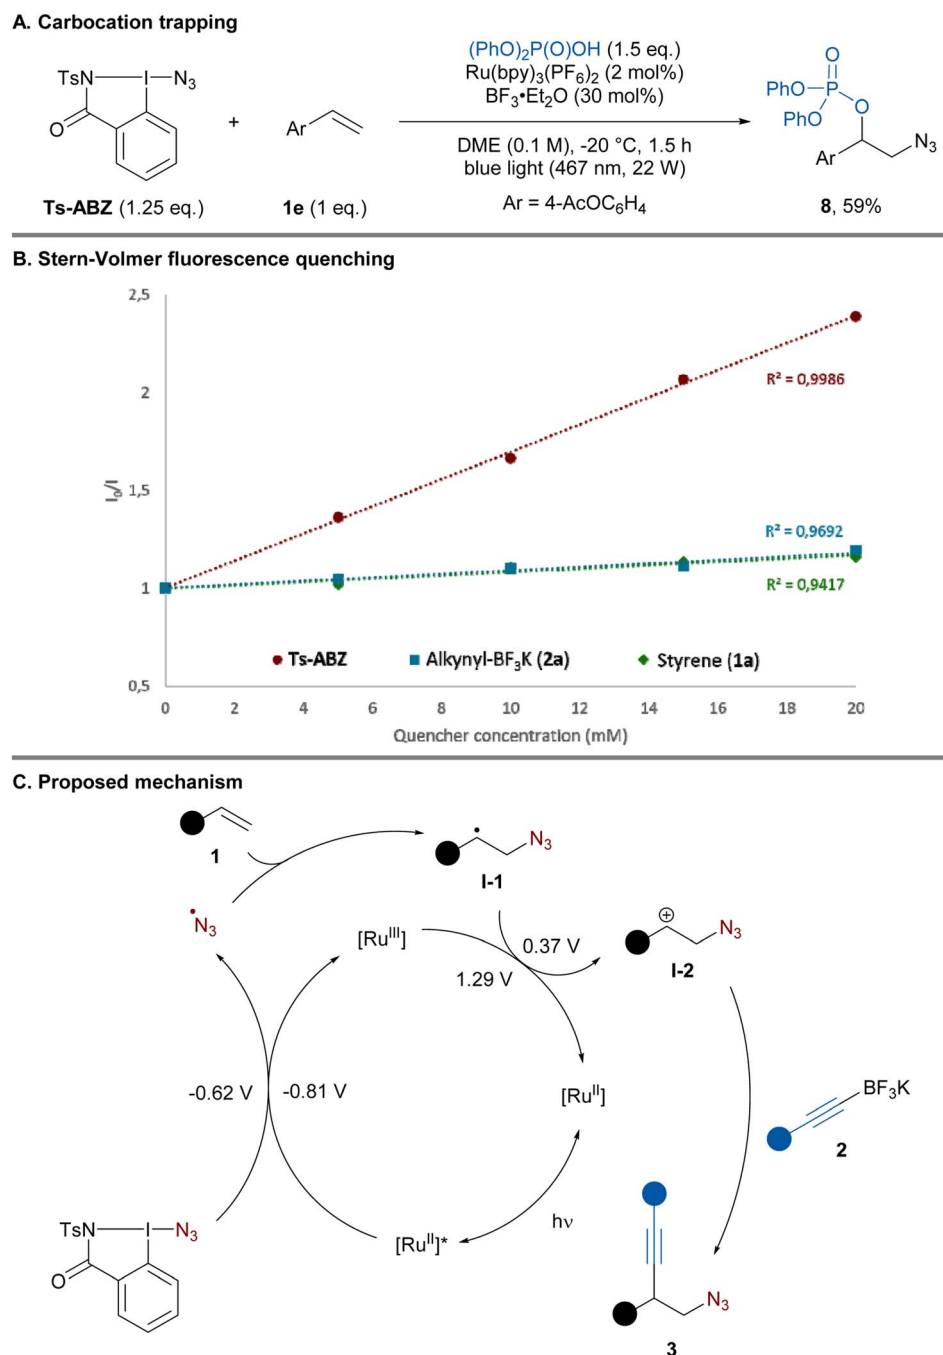 A. Carbocation trapping
TsN I N₃
O
Ts-ABZ (1.25 eq.)
+
Ar
1e (1 eq.)
(PhO)₂P(O)OH (1.5 eq.)
Ru(bpy)₃(PF₆)₂ (2 mol%)
BF₃•Et₂O (30 mol%)
DME (0.1 M), -20 °C, 1.5 h
blue light (467 nm, 22 W)
Ar = 4-AcOC₆H₄
O
PhO P
PhO O
Ar N₃
8, 59%
B. Stern-Volmer fluorescence quenching
2,5
2
1,5
1
0,5
I₀/I
R² = 0,9986
R² = 0,9692
R² = 0,9417
Ts-ABZ Alkynyl-BF₃K (2a) Styrene (1a)
0 2 4 6 8 10 12 14 16 18 20
Quencher concentration (mM)
C. Proposed mechanism
1
N₃
I-1
•N₃
[Ruᴵᴵᴵ]
0.37 V
1.29 V
⊕
N₃
I-2
-0.62 V -0.81 V
[Ruᴵᴵ]
BF₃K
2
hν
[Ruᴵᴵ]*
TsN I N₃
O
N₃
3